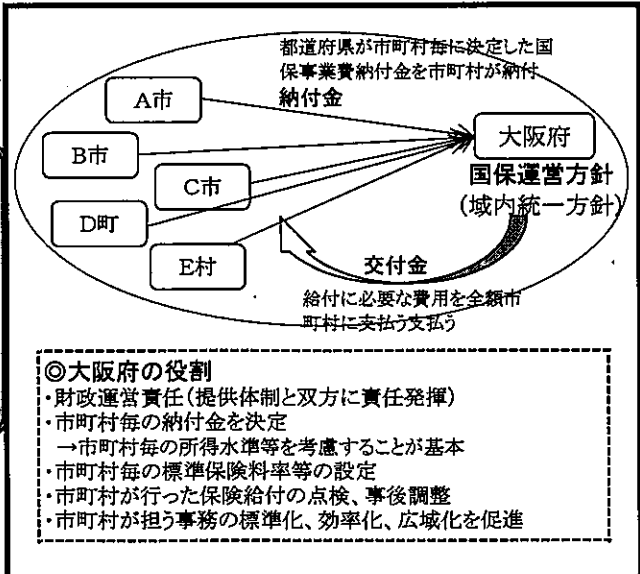 都道府県が市町村毎に決定した国
保事業費納付金を市町村が納付
納付金
A市
B市
C市
D町
E村
大阪府
国保運営方針
(域内統一方針)
交付金
給付に必要な費用を全額市
町村に支払う支払う
◎大阪府の役割
・財政運営責任(提供体制と双方に責任発揮)
・市町村毎の納付金を決定
→市町村毎の所得水準等を考慮することが基本
・市町村毎の標準保険料率等の設定
・市町村が行った保険給付の点検、事後調整
・市町村が担う事務の標準化、効率化、広域化を促進